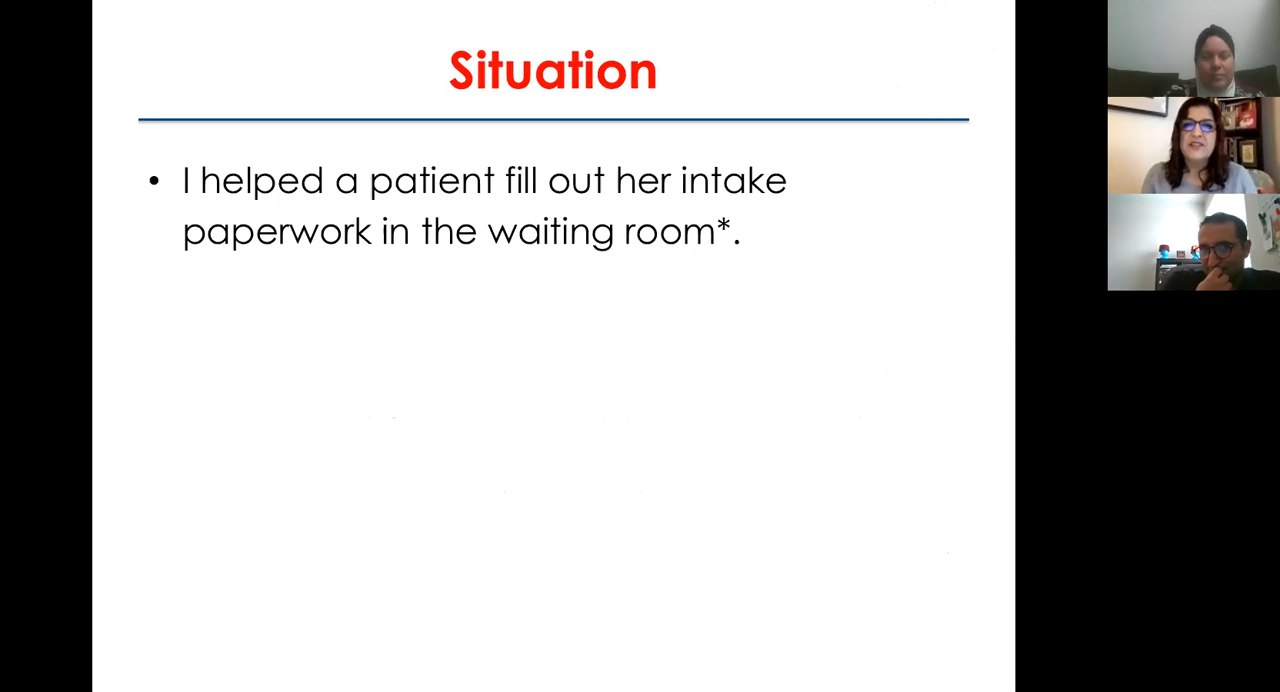 Situation
• I helped a patient fill out her intake
paperwork in the waiting room*.